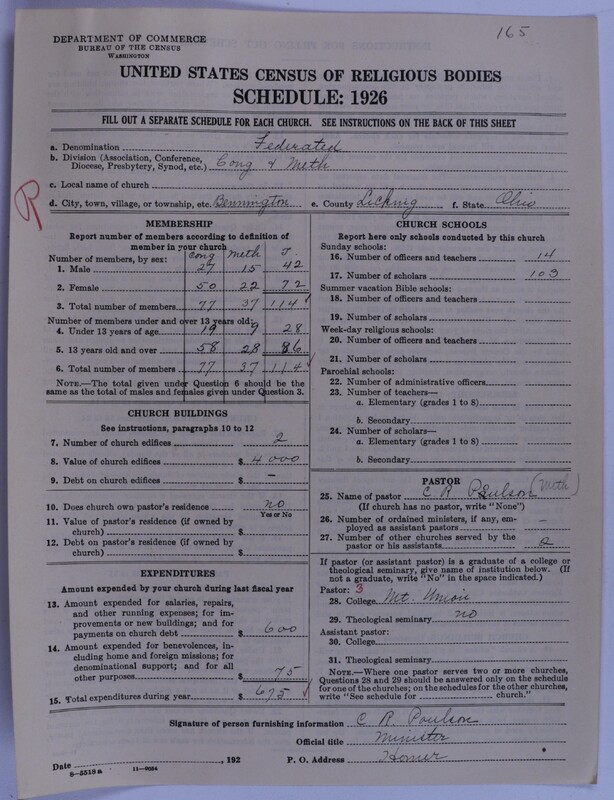 165
DEPARTMENT OF COMMERCE
BUREAU OF THE CENSUS
WASHINGTON
UNITED STATES CENSUS OF RELIGIOUS BODIES
SCHEDULE: 1926
FILL OUT A SEPARATE SCHEDULE FOR EACH CHURCH. SEE INSTRUCTIONS ON THE BACK OF THIS SHEET
a. Denomination Federated
b. Division (Association, Conference, Diocese, Presbytery, Synod, etc.) Cong & Meth
c. Local name of church
d. City, town, village, or township, etc. Bennington e. County Licking f. State Ohio
R
MEMBERSHIP
Report number of members according to definition of member in your church
Number of members, by sex: Cong Meth T.
1. Male 27 15 42
2. Female 50 22 72
3. Total number of members 77 37 114
Number of members under and over 13 years old:
4. Under 13 years of age 19 9 28
5. 13 years old and over 58 28 86
6. Total number of members 77 37 114
NOTE.—The total given under Question 6 should be the same as the total of males and females given under Question 3.
CHURCH BUILDINGS
See instructions, paragraphs 10 to 12
7. Number of church edifices 2
8. Value of church edifices $ 4000
9. Debt on church edifices $ –
10. Does church own pastor's residence no
Yes or No
11. Value of pastor's residence (if owned by church) $
12. Debt on pastor's residence (if owned by church) $
EXPENDITURES
Amount expended by your church during last fiscal year
13. Amount expended for salaries, repairs, and other running expenses; for improvements or new buildings; and for payments on church debt $ 600
14. Amount expended for benevolences, including home and foreign missions; for denominational support; and for all other purposes $ 75
15. Total expenditures during year $ 675
CHURCH SCHOOLS
Report here only schools conducted by this church
Sunday schools:
16. Number of officers and teachers 14
17. Number of scholars 103
Summer vacation Bible schools:
18. Number of officers and teachers
19. Number of scholars
Week-day religious schools:
20. Number of officers and teachers
21. Number of scholars
Parochial schools:
22. Number of administrative officers
23. Number of teachers—
a. Elementary (grades 1 to 8)
b. Secondary
24. Number of scholars—
a. Elementary (grades 1 to 8)
b. Secondary
PASTOR
25. Name of pastor C R Poulson (Meth)
(If church has no pastor, write "None")
26. Number of ordained ministers, if any, employed as assistant pastors –
27. Number of other churches served by the pastor or his assistants 2
If pastor (or assistant pastor) is a graduate of a college or theological seminary, give name of institution below. (If not a graduate, write "No" in the space indicated.)
Pastor: 3
28. College Mt. Union
29. Theological seminary no
Assistant pastor:
30. College
31. Theological seminary
NOTE.—Where one pastor serves two or more churches, Questions 28 and 29 should be answered only on the schedule for one of the churches; on the schedules for the other churches, write "See schedule for church."
Signature of person furnishing information C R Poulson
Official title Minister
Date , 192 P. O. Address Homer
8-5518 a 11-9054